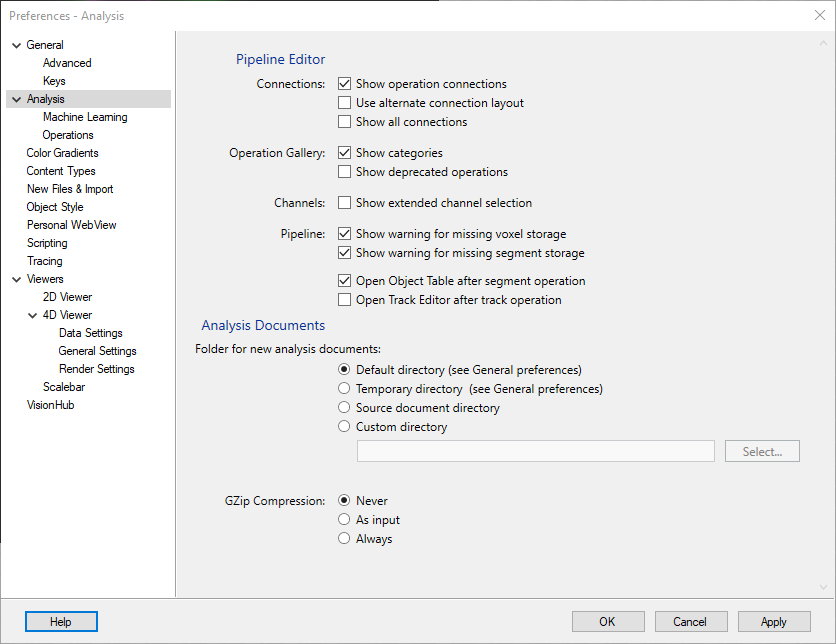 Preferences - Analysis
General
Advanced
Keys
Analysis
Machine Learning
Operations
Color Gradients
Content Types
New Files & Import
Object Style
Personal WebView
Scripting
Tracing
Viewers
2D Viewer
4D Viewer
Data Settings
General Settings
Render Settings
Scalebar
VisionHub
Pipeline Editor
Connections: Show operation connections
Use alternate connection layout
Show all connections
Operation Gallery: Show categories
Show deprecated operations
Channels: Show extended channel selection
Pipeline: Show warning for missing voxel storage
Show warning for missing segment storage
Open Object Table after segment operation
Open Track Editor after track operation
Analysis Documents
Folder for new analysis documents:
Default directory (see General preferences)
Temporary directory (see General preferences)
Source document directory
Custom directory
Select...
GZip Compression: Never
As input
Always
Help OK Cancel Apply